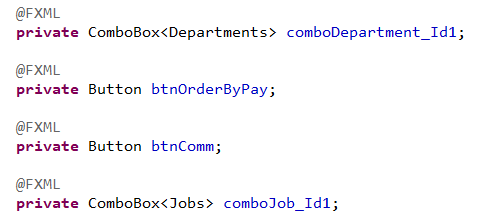 @FXML
private ComboBox<Departments> comboDepartment_Id1;
@FXML
private Button btnOrderByPay;
@FXML
private Button btnComm;
@FXML
private ComboBox<Jobs> comboJob_Id1;